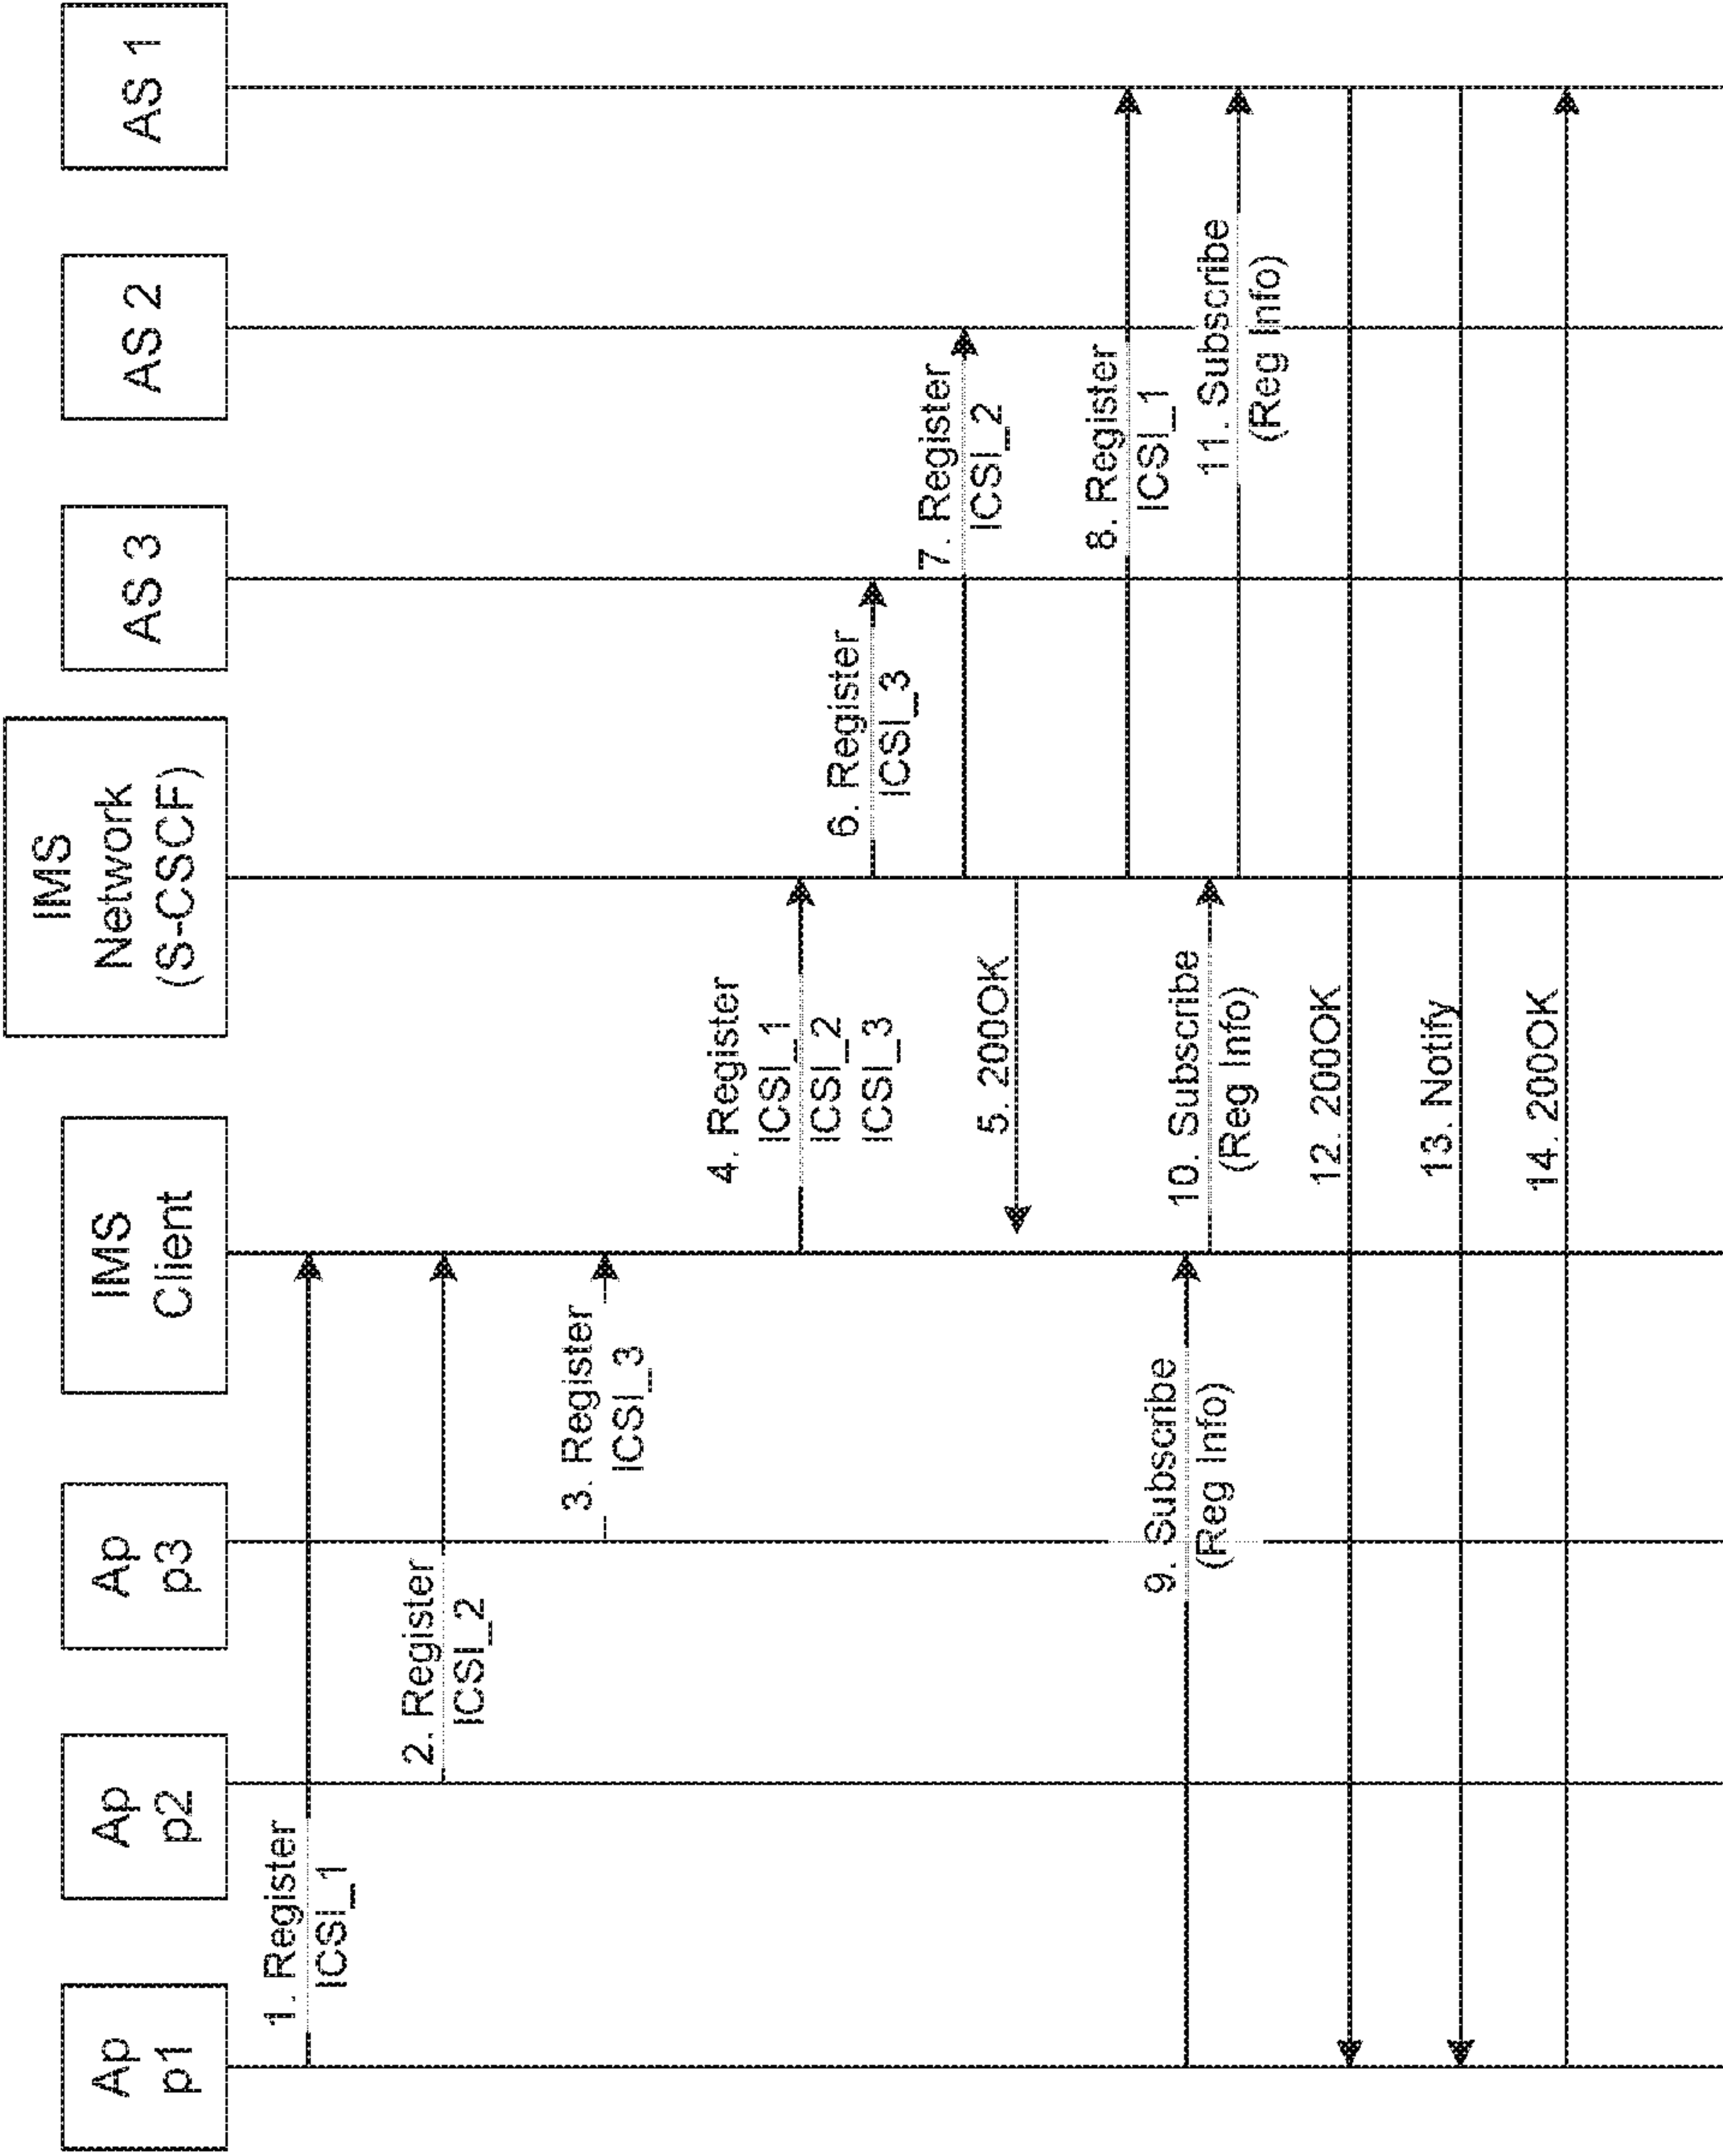 Ap
p1
Ap
p2
Ap
p3
IMS
Client
IMS
Network
(S-CSCF)
AS 3
AS 2
AS 1
1. Register
ICSI_1
2. Register
ICSI_2
3. Register
ICSI_3
4. Register
ICSI_1
ICSI_2
ICSI_3
6. Register
ICSI_3
7. Register
ICSI_2
5. 200OK
8. Register
ICSI_1
9. Subscribe
(Reg Info)
10. Subscribe
(Reg Info)
11. Subscribe
(Reg Info)
12. 200OK
13. Notify
14. 200OK